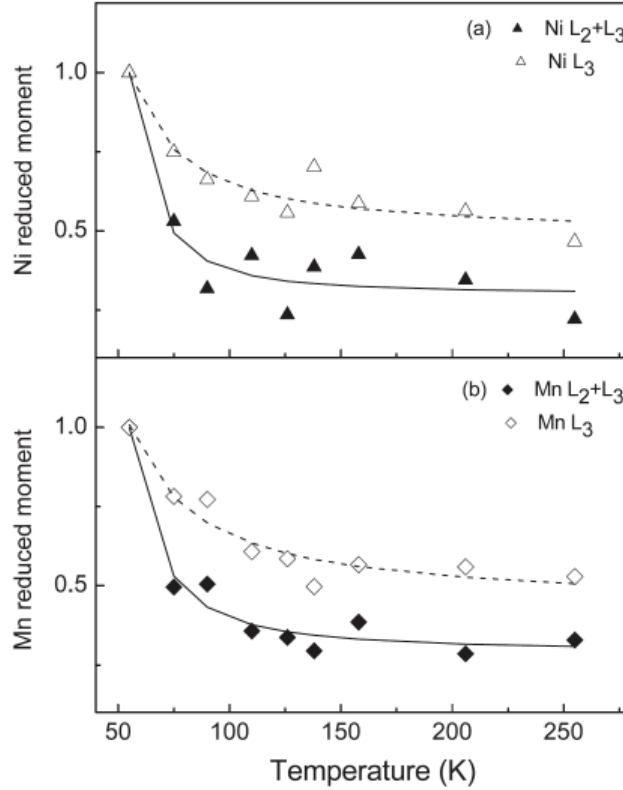 (a) Ni L₂+L₃
Ni L₃
1.0
0.5
Ni reduced moment
(b) Mn L₂+L₃
Mn L₃
1.0
0.5
Mn reduced moment
50 100 150 200 250
Temperature (K)